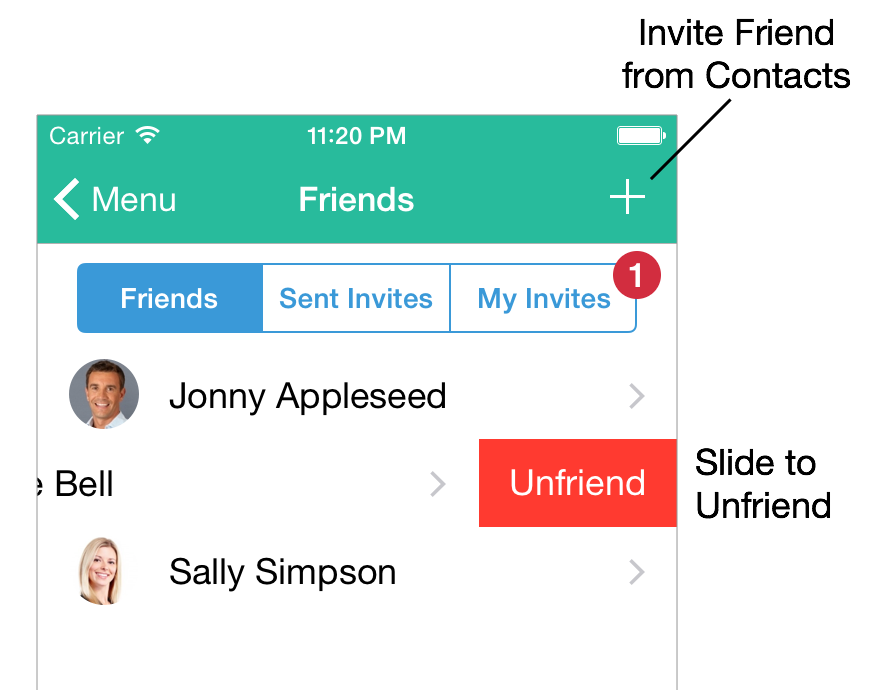 Invite Friend
from Contacts
Carrier 11:20 PM
Menu Friends
Friends Sent Invites My Invites 1
Jonny Appleseed
Bell Unfriend
Slide to
Unfriend
Sally Simpson